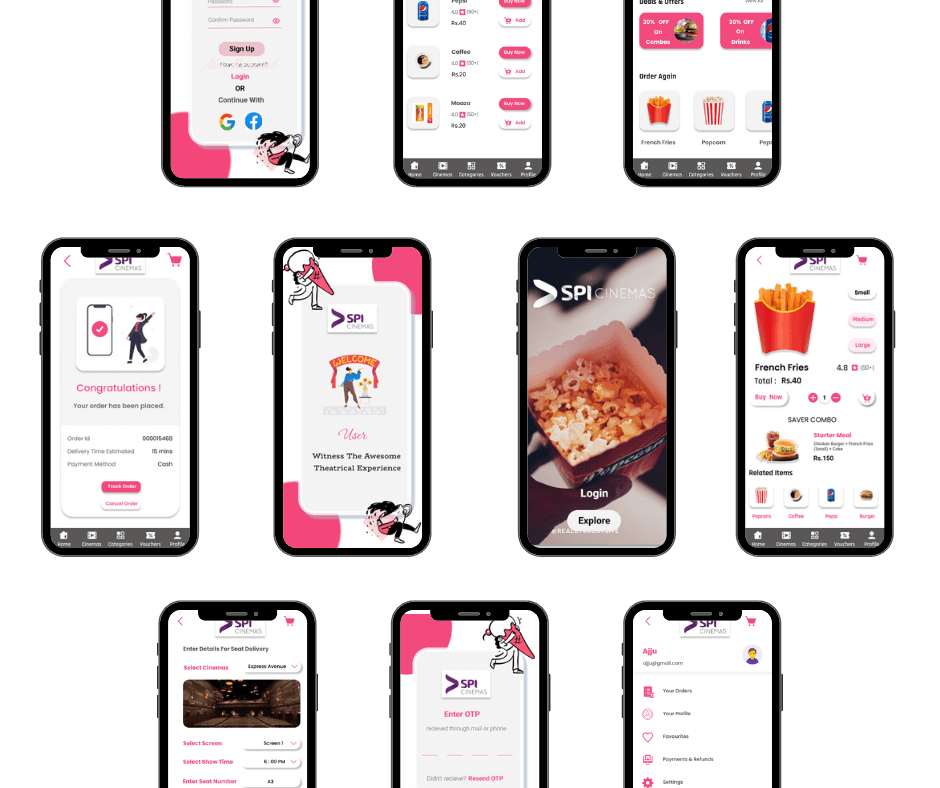 Password
Confirm Password
Sign Up
Login
OR
Continue With
Pepsi
4.0 (50+)
Rs.40
Buy Now
Add
Coffee
4.0 (50+)
Rs.20
Buy Now
Add
Maaza
4.0 (50+)
Rs.20
Buy Now
Add
Home Cinemas Categories Vouchers Profile
Deals & Offers
View All
20% OFF
On
Combos
30% OFF
On
Drinks
Order Again
French Fries
Popcorn
Peps
Home Cinemas Categories Vouchers Profile
SPI
CINEMAS
Congratulations !
Your order has been placed.
Order Id 00001546B
Delivery Time Estimated 15 mins
Payment Method Cash
Track Order
Cancel Order
Home Cinemas Categories Vouchers Profile
SPI
CINEMAS
WELCOME
User
Witness The Awesome
Theatrical Experience
SPI CINEMAS
Login
Explore
SPI
CINEMAS
Small
Medium
Large
French Fries 4.8 (50+)
Total : Rs.40
Buy Now 1
SAVER COMBO
Starter Meal
Chicken Burger + French Fries
(Small) + Coke
Rs.150
Related Items
Popcorn Coffee Pepsi Burger
Home Cinemas Categories Vouchers Profile
SPI
CINEMAS
Enter Details For Seat Delivery
Select Cinemas Express Avenue
Select Screen Screen 1
Select Show Time 6 : 00 PM
Enter Seat Number A3
SPI
CINEMAS
Enter OTP
recieved through mail or phone
Didn't recieve? Resend OTP
SPI
CINEMAS
Ajju
ajju@gmail.com
Your Orders
Your Profile
Favourites
Payments & Refunds
Settings